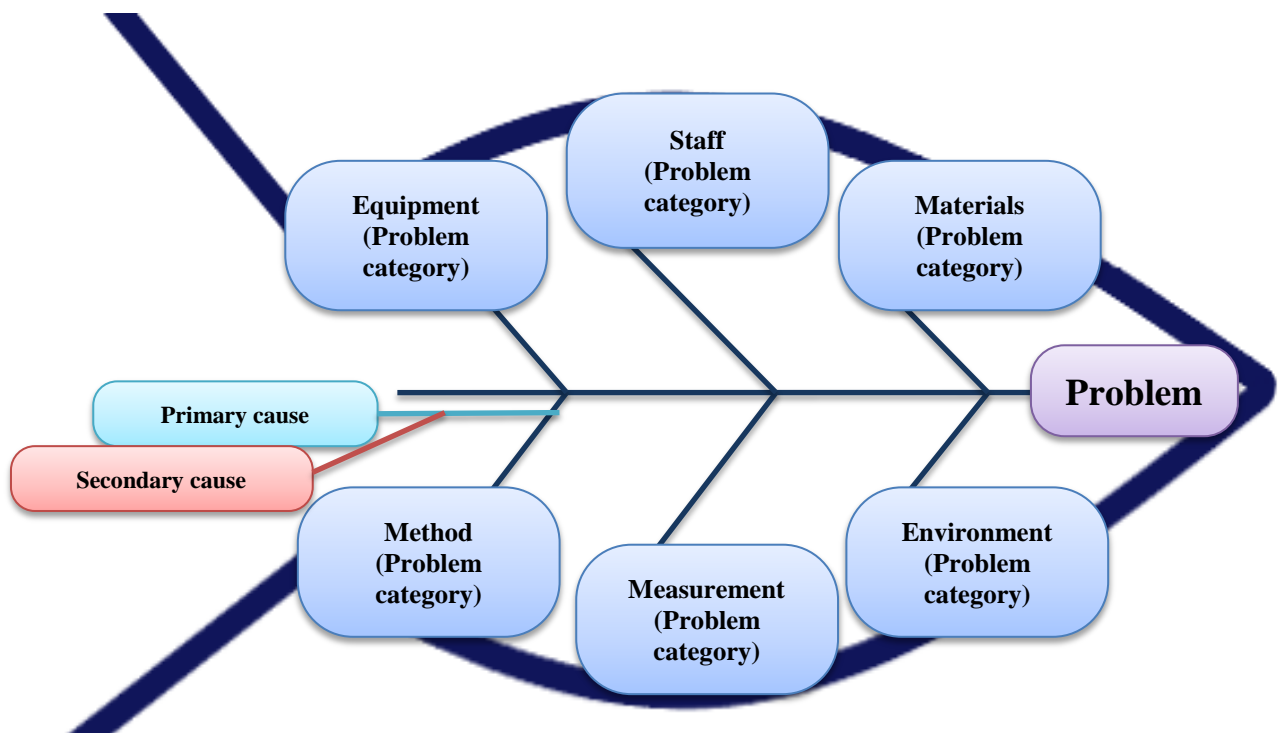 Staff
(Problem
category)
Equipment
(Problem
category)
Materials
(Problem
category)
Problem
Primary cause
Secondary cause
Method
(Problem
category)
Measurement
(Problem
category)
Environment
(Problem
category)